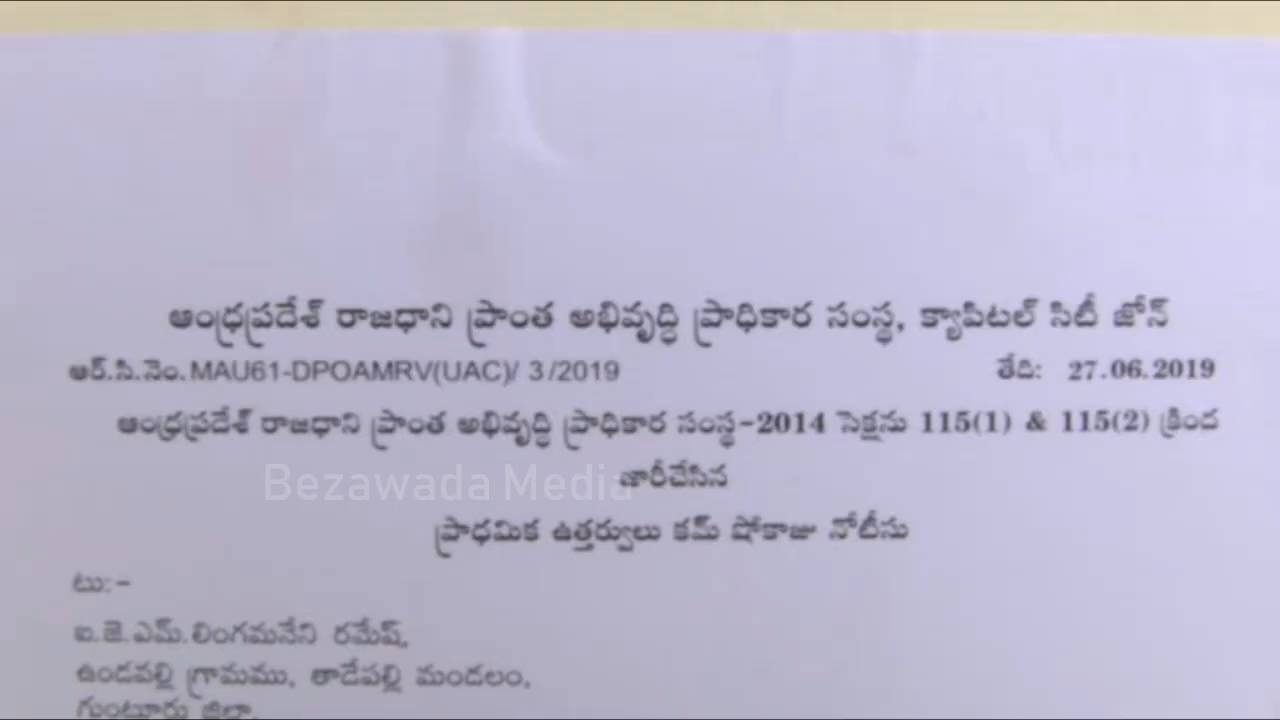 ఆంధ్రప్రదేశ్ రాజధాని ప్రాంత అభివృద్ధి ప్రాధికార సంస్థ, క్యాపిటల్ సిటీ జోన్
ఆర్.సి.నెం.MAU61-DPOAMRV(UAC)/ 3/2019 తేది: 27.06.2019
ఆంధ్రప్రదేశ్ రాజధాని ప్రాంత అభివృద్ధి ప్రాధికార సంస్థ-2014 సెక్షను 115(1) & 115(2) క్రింద
జారీచేసిన
Bezawada Media
ప్రాధమిక ఉత్తర్వులు కమ్ షోకాజు నోటీసు
టు:-
ఐ.జె.ఎమ్.లింగమనేని రమేష్,
ఉండవల్లి గ్రామము, తాడేపల్లి మండలం,
గుంటూరు జిల్లా.